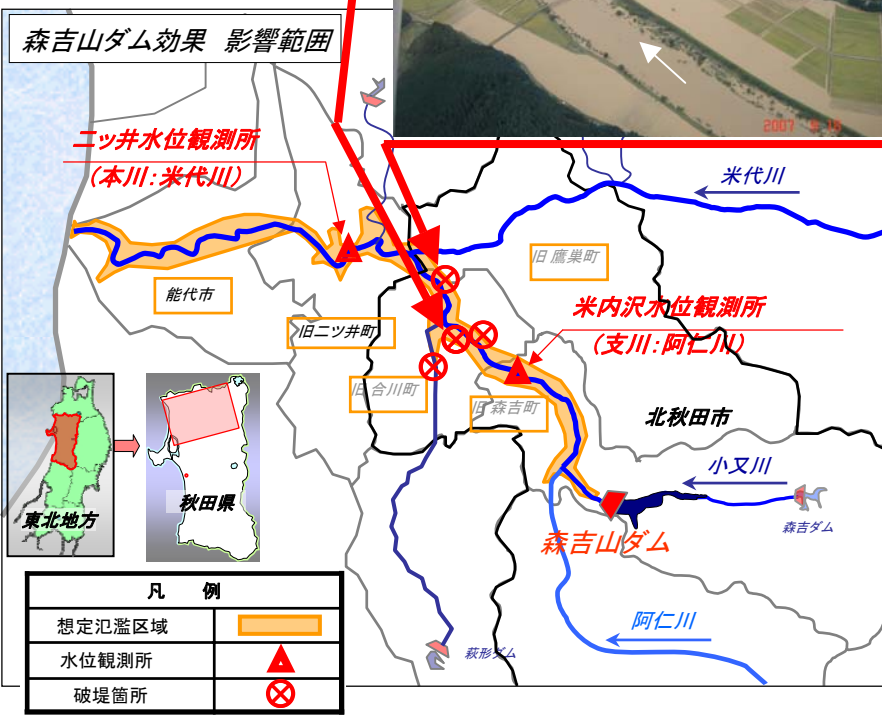 森吉山ダム効果 影響範囲
二ッ井水位観測所
(本川:米代川)
米代川
旧 鷹巣町
能代市
旧二ツ井町
米内沢水位観測所
(支川:阿仁川)
旧 合川町
旧 森吉町
北秋田市
小又川
森吉ダム
森吉山ダム
東北地方
秋田県
阿仁川
萩形ダム
凡 例
想定氾濫区域
水位観測所
破堤箇所